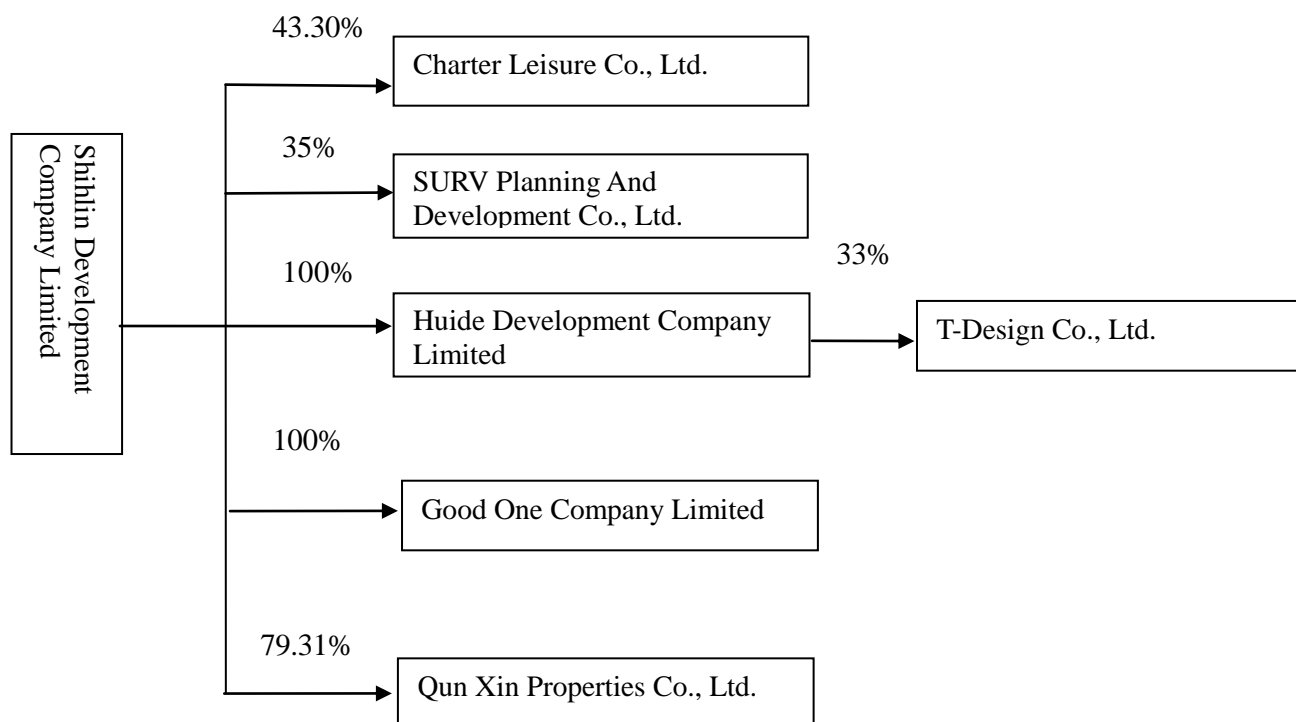 43.30%
Charter Leisure Co., Ltd.
35%
SURV Planning And
Development Co., Ltd.
Shihlin Development
Company Limited
100%
33%
Huide Development Company
Limited
T-Design Co., Ltd.
100%
Good One Company Limited
79.31%
Qun Xin Properties Co., Ltd.